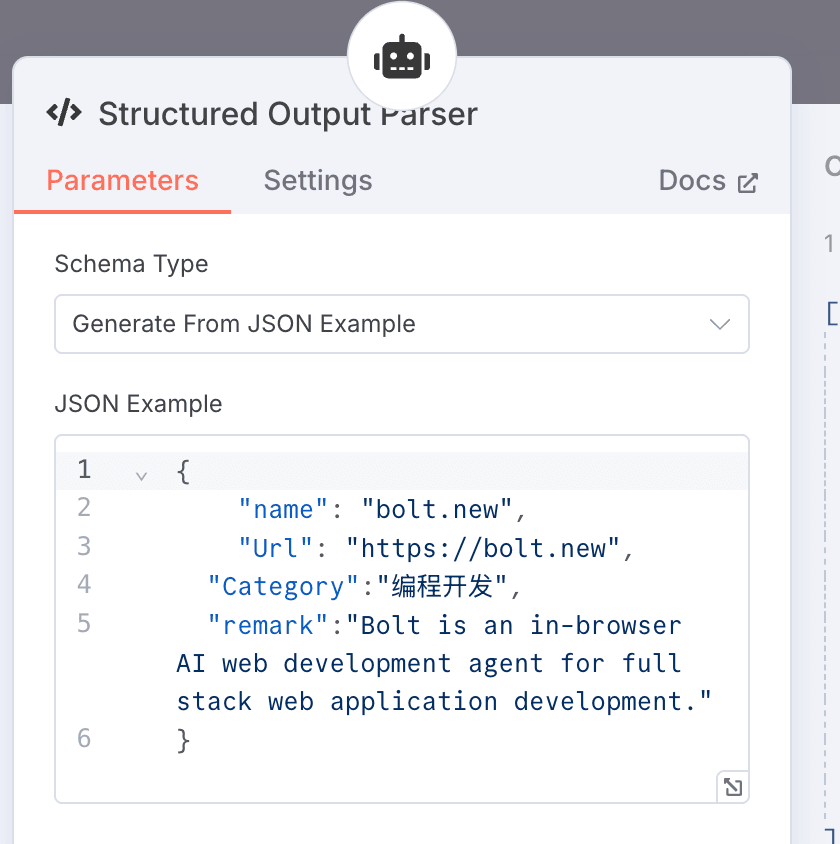 Structured Output Parser
Parameters Settings Docs
Schema Type
Generate From JSON Example
JSON Example
1 {
2 "name": "bolt.new",
3 "Url": "https://bolt.new",
4 "Category":"编程开发",
5 "remark":"Bolt is an in-browser
AI web development agent for full
stack web application development."
6 }
1
[
]